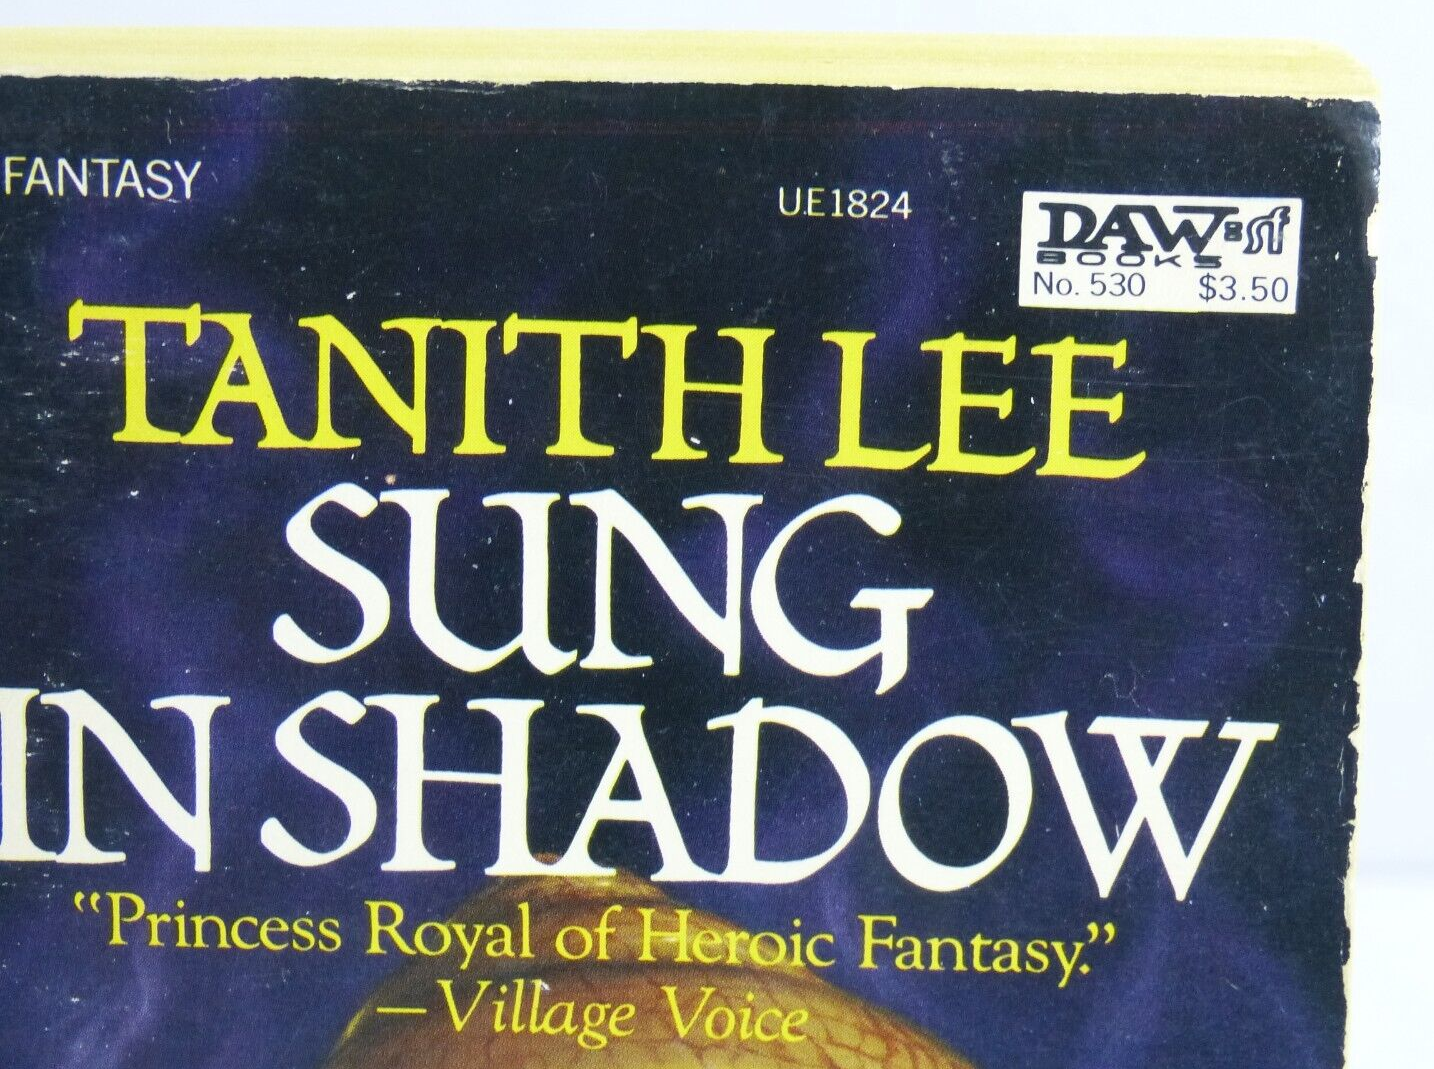 FANTASY
UE1824
DAW sf
BOOKS
No. 530 $3.50
TANITH LEE
SUNG
IN SHADOW
“Princess Royal of Heroic Fantasy.”
—Village Voice